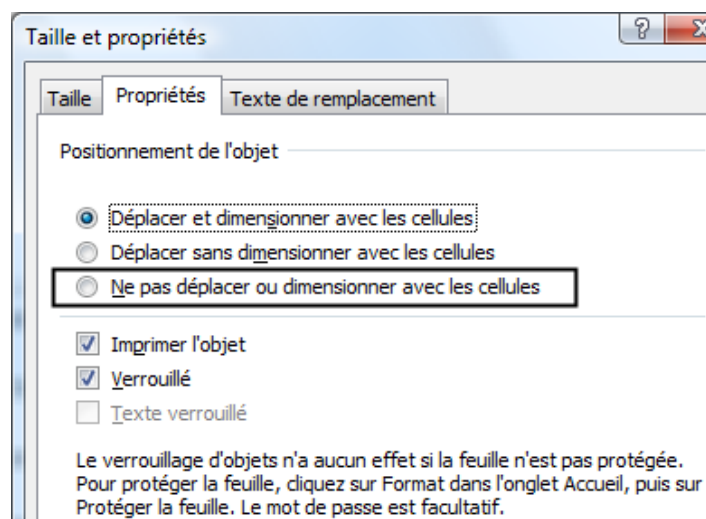 Taille et propriétés
Taille Propriétés Texte de remplacement
Positionnement de l'objet
Déplacer et dimensionner avec les cellules
Déplacer sans dimensionner avec les cellules
Ne pas déplacer ou dimensionner avec les cellules
Imprimer l'objet
Verrouillé
Texte verrouillé
Le verrouillage d'objets n'a aucun effet si la feuille n'est pas protégée.
Pour protéger la feuille, cliquez sur Format dans l'onglet Accueil, puis sur
Protéger la feuille. Le mot de passe est facultatif.